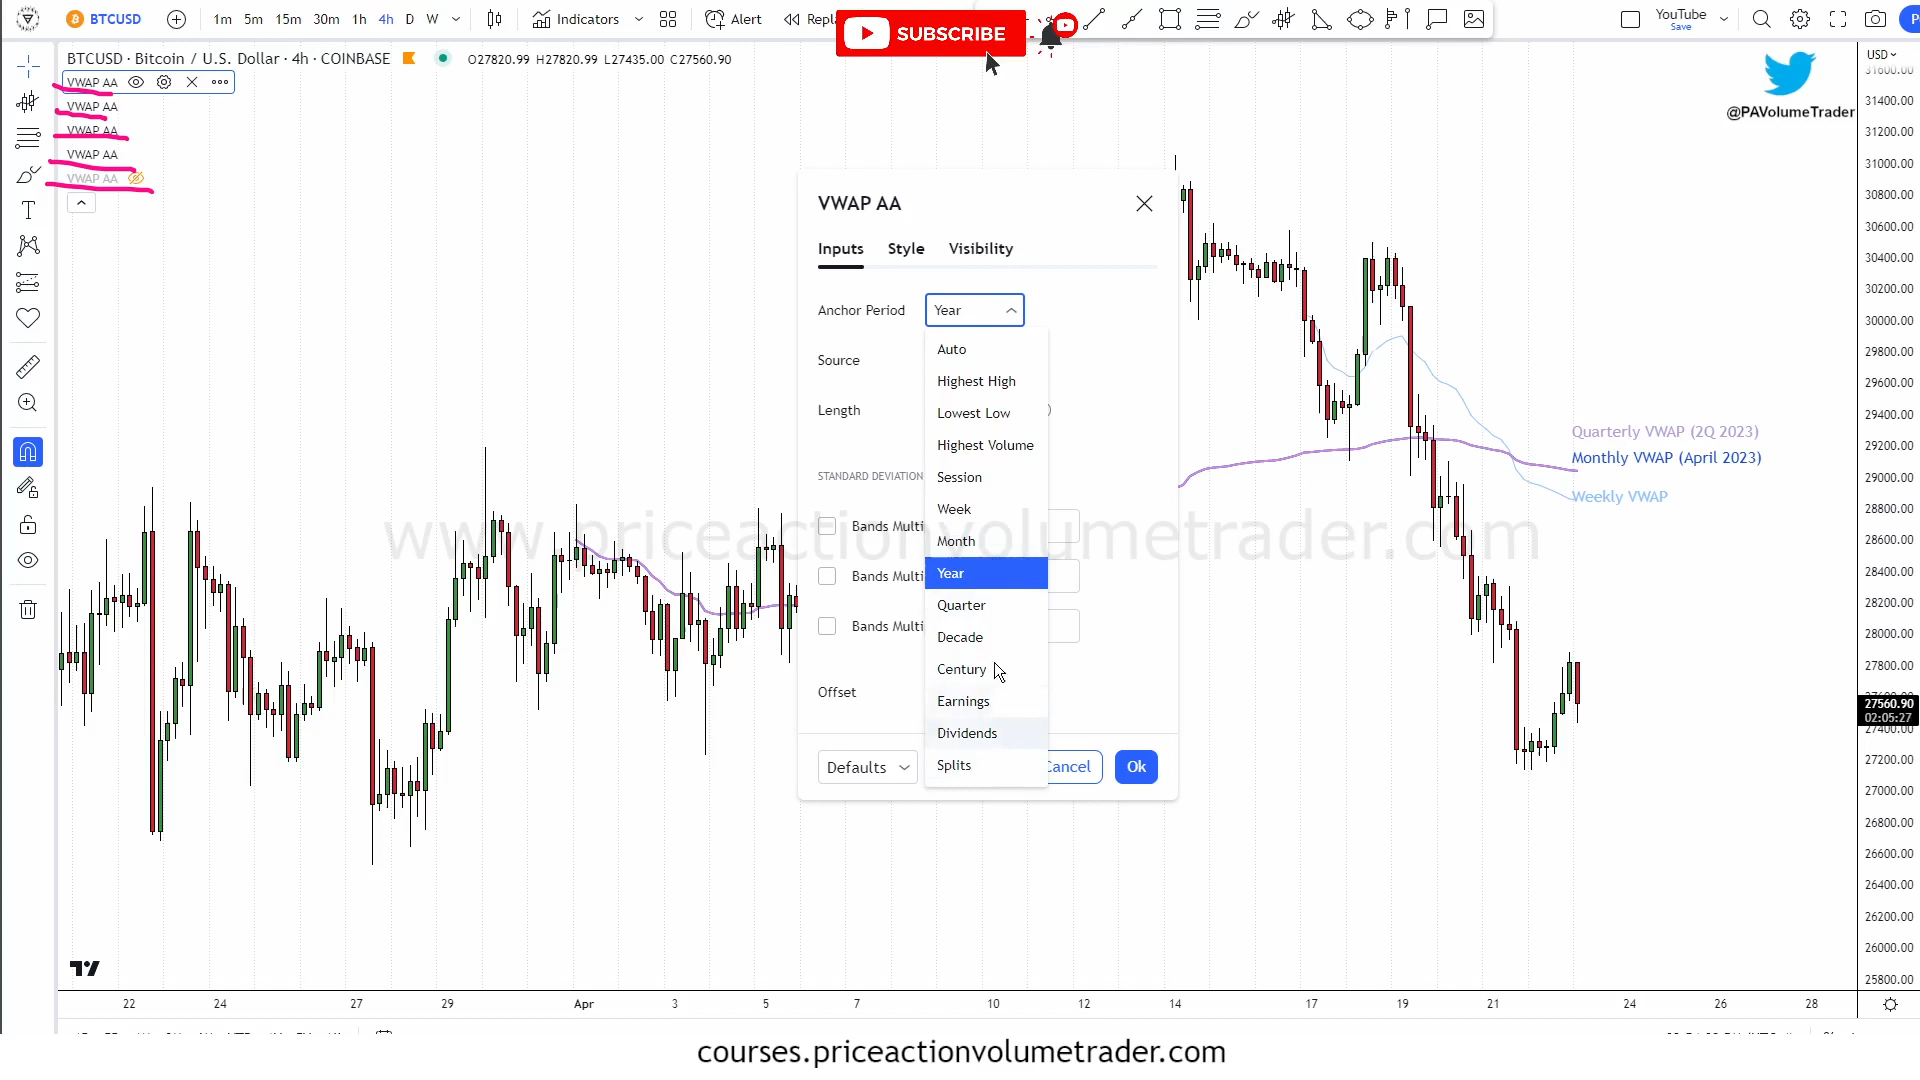 BTCUSD 1m 5m 15m 30m 1h 4h D W Indicators Alert SUBSCRIBE YouTube
Save
BTCUSD · Bitcoin / U.S. Dollar · 4h · COINBASE O27820.99 H27820.99 L27435.00 C27560.90
USD
VWAP AA
VWAP AA
VWAP AA
VWAP AA
VWAP AA
@PAVolumeTrader
VWAP AA
Inputs Style Visibility
Anchor Period Year
Auto
Source
Highest High
Length
Lowest Low
Highest Volume
STANDARD DEVIATION
Session
Week
Bands Multi
Month
Bands Multi
Year
Quarter
Bands Multi
Decade
Century
Offset
Earnings
Dividends
Defaults
Splits
Cancel Ok
Quarterly VWAP (2Q 2023)
Monthly VWAP (April 2023)
Weekly VWAP
www.priceactionvolumetrader.com
31600.00
31400.00
31200.00
31000.00
30800.00
30600.00
30400.00
30200.00
30000.00
29800.00
29600.00
29400.00
29200.00
29000.00
28800.00
28600.00
28400.00
28200.00
28000.00
27800.00
27560.90
02:05:27
27400.00
27200.00
27000.00
26800.00
26600.00
26400.00
26200.00
26000.00
25800.00
22 24 27 29 Apr 3 5 7 10 12 14 17 19 21 24 26 28
courses.priceactionvolumetrader.com